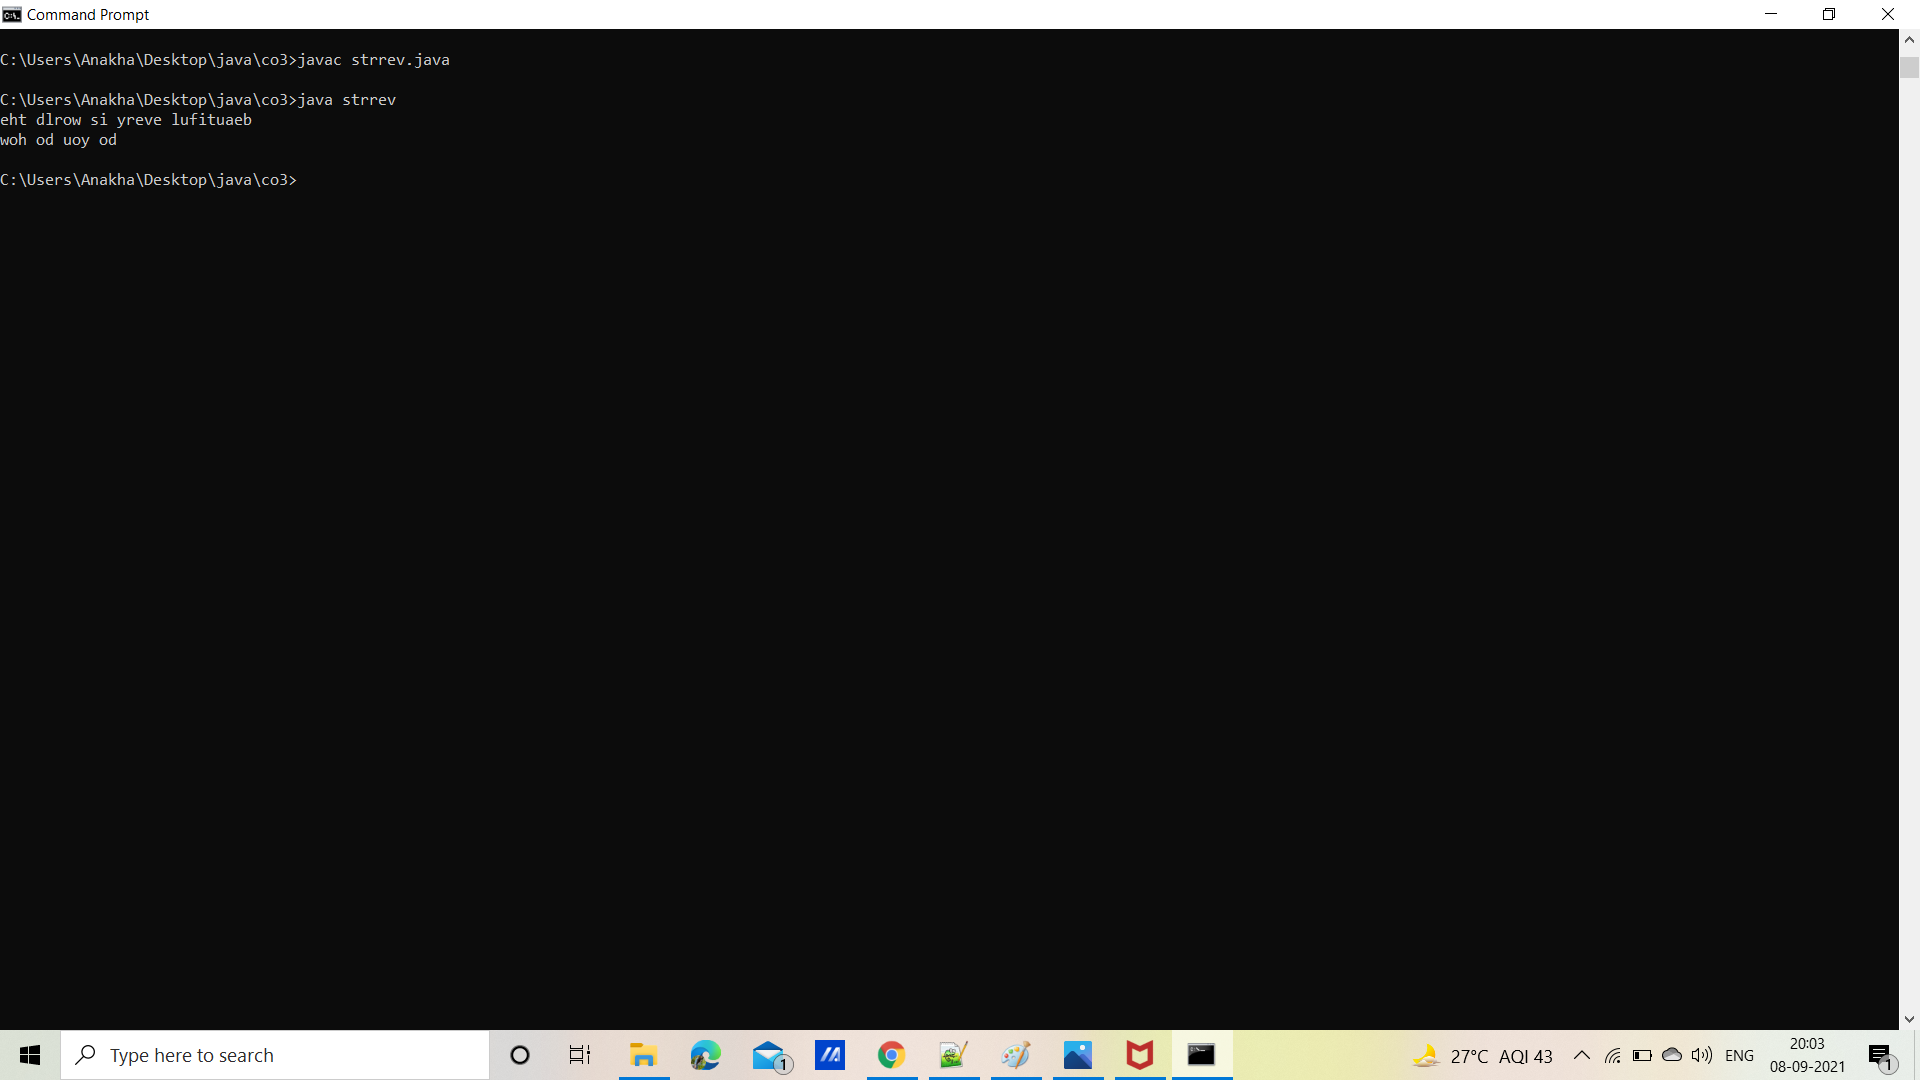 Command Prompt
C:\Users\Anakha\Desktop\java\co3>javac strrev.java
C:\Users\Anakha\Desktop\java\co3>java strrev
eht dlrow si yreve lufituaeb
woh od uoy od
C:\Users\Anakha\Desktop\java\co3>
Type here to search
1
27°C AQI 43
ENG
20:03
08-09-2021
1